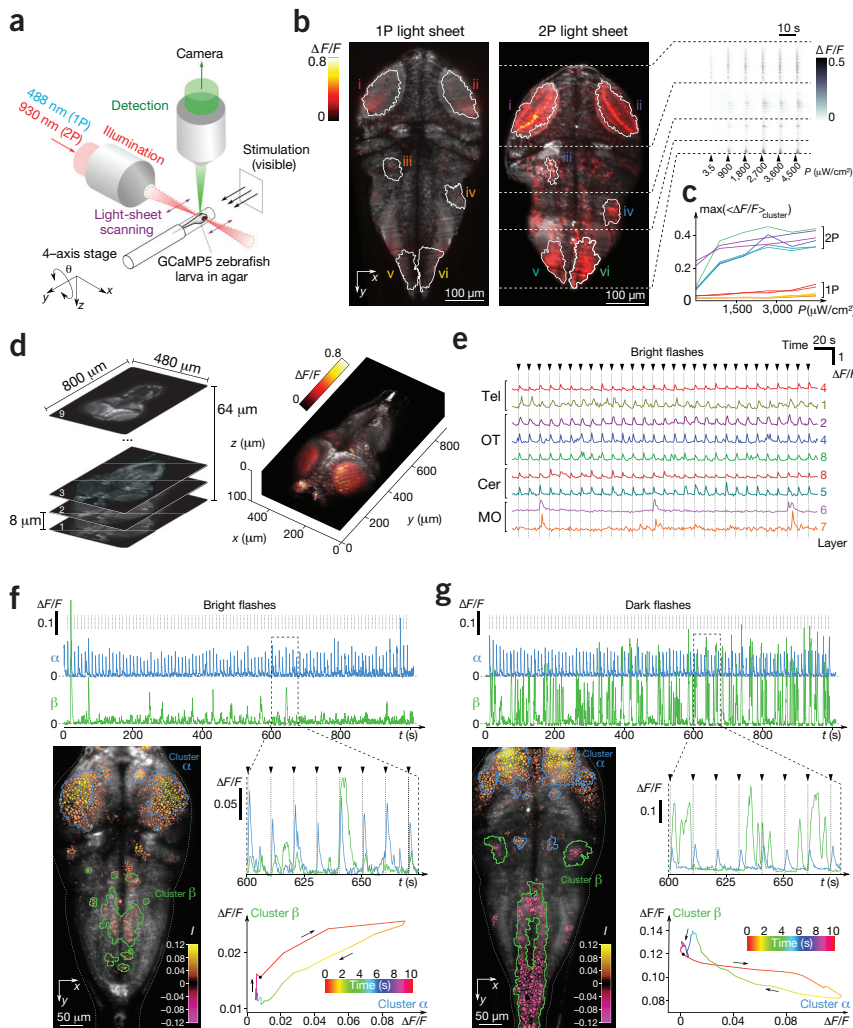 a
Camera
Detection
488 nm (1P)
930 nm (2P)
Illumination
Stimulation
(visible)
Light-sheet
scanning
4–axis stage
θ
y
z
x
GCaMP5 zebrafish
larva in agar
b
1P light sheet
2P light sheet
ΔF/F
0.8
0
i
ii
iii
iv
v
vi
x
y
100 μm
i
ii
iii
iv
v
vi
100 μm
10 s
ΔF/F
0.5
0
3.5
900
1,800
2,700
3,600
4,500
P (μW/cm²)
c
max(<ΔF/F>cluster)
0.4
0.2
0
2P
1P
1,500
3,000
P(μW/cm²)
d
800 μm
480 μm
64 μm
8 μm
9
...
3
2
1
ΔF/F
0.8
0
z
(μm)
0
100
400
200
0
x (μm)
0
200
400
600
800
y (μm)
e
Bright flashes
Time
20 s
1
ΔF/F
Tel
OT
Cer
MO
4
1
2
4
8
8
5
6
7
Layer
f
ΔF/F
Bright flashes
0.1
α
0
β
0
0
200
400
600
800
t (s)
Cluster
α
Cluster β
x
y
50 μm
I
0.12
0.08
0.04
0
−0.04
−0.08
−0.12
ΔF/F
0.05
600
625
650
t (s)
ΔF/F
Cluster β
0.02
0.01
0
0.02
0.04
0.06
0.08
ΔF/F
0 2 4 6 8 10
Time (s)
Cluster α
g
ΔF/F
Dark flashes
0.1
α
0
β
0
0
200
400
600
800
t (s)
Cluster
α
Cluster β
x
y
50 μm
I
0.12
0.08
0.04
0
−0.04
−0.08
−0.12
ΔF/F
0.1
600
625
650
t (s)
ΔF/F
Cluster β
0.14
0.12
0.10
0.08
0
0.04
0.08
ΔF/F
0 2 4 6 8 10
Time (s)
Cluster α